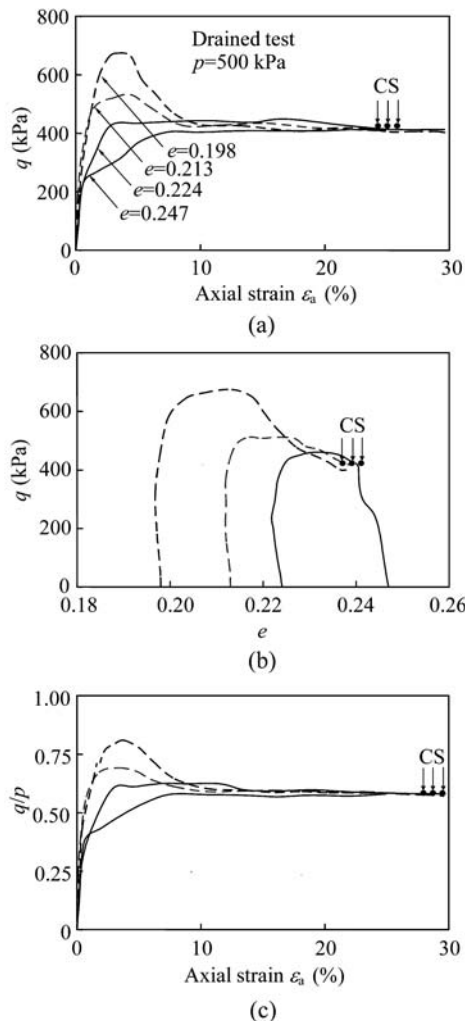 800
600
400
200
0
q (kPa)
Drained test
p=500 kPa
CS
e=0.198
e=0.213
e=0.224
e=0.247
0
10
20
30
Axial strain εa (%)
(a)
800
600
400
200
0
q (kPa)
CS
0.18
0.20
0.22
0.24
0.26
e
(b)
1.00
0.75
0.50
0.25
0
q/p
CS
0
10
20
30
Axial strain εa (%)
(c)